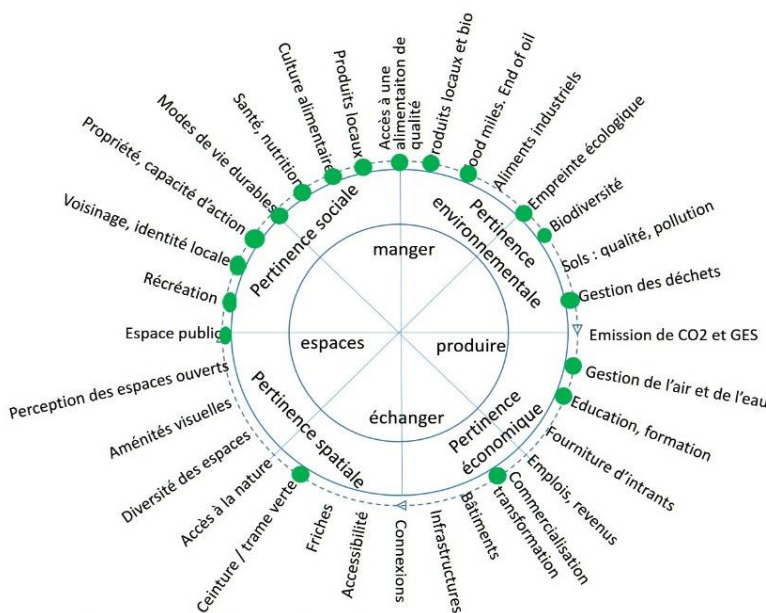 Accès à une
alimentaiton de
qualité
roduits locaux et bio
ood miles. End of oil
Aliments industriels
Empreinte écologique
Biodiversité
Sols : qualité, pollution
Gestion des déchets
Emission de CO2 et GES
Gestion de l'air et de l'eau
Education, formation
Fourniture d'intrants
Emplois, revenus
Commercialisation
transformation
Bâtiments
Infrastructures
Connexions
Accessibilité
Friches
Ceinture / trame verte
Accès à la nature
Diversité des espaces
Aménités visuelles
Perception des espaces ouverts
Espace public
Récréation
Voisinage, identité locale
Propriété, capacité d'action
Modes de vie durables
Santé, nutrition
Culture alimentaire
Produits locaux
Pertinence sociale
Pertinence
environnementale
Pertinence
économique
Pertinence spatiale
manger
produire
échanger
espaces